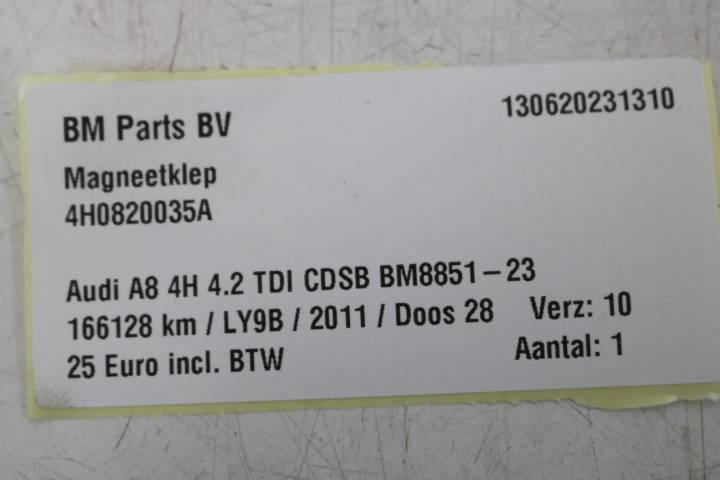 BM Parts BV 130620231310
Magneetklep
4H0820035A
Audi A8 4H 4.2 TDI CDSB BM8851-23
166128 km / LY9B / 2011 / Doos 28 Verz: 10
25 Euro incl. BTW Aantal: 1